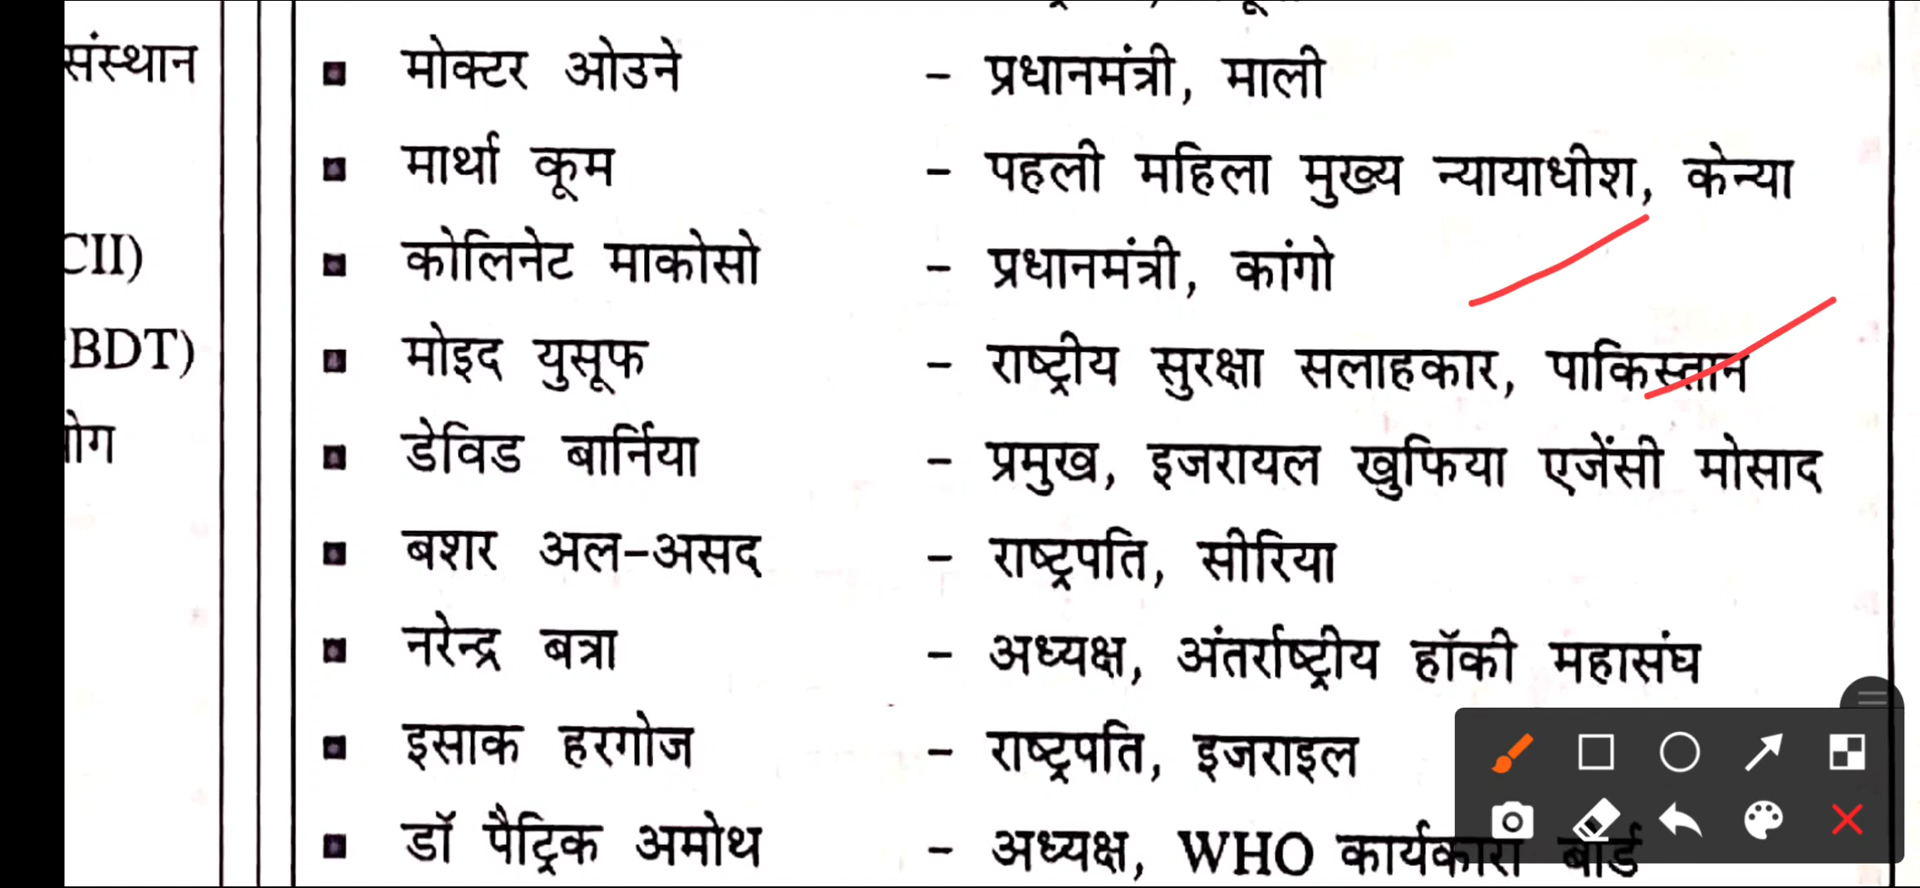 संस्थान
CII)
BDT)
मोक्टर ओउने – प्रधानमंत्री, माली
मार्था कूम – पहली महिला मुख्य न्यायाधीश, केन्या
कोलिनेट माकोसो – प्रधानमंत्री, कांगो
मोइद युसूफ – राष्ट्रीय सुरक्षा सलाहकार, पाकिस्तान
डेविड बार्निया – प्रमुख, इजरायल खुफिया एजेंसी मोसाद
बशर अल-असद – राष्ट्रपति, सीरिया
नरेन्द्र बत्रा – अध्यक्ष, अंतर्राष्ट्रीय हॉकी महासंघ
इसाक हरगोज – राष्ट्रपति, इजराइल
डॉ पैट्रिक अमोथ – अध्यक्ष, WHO कार्यकारी बोर्ड